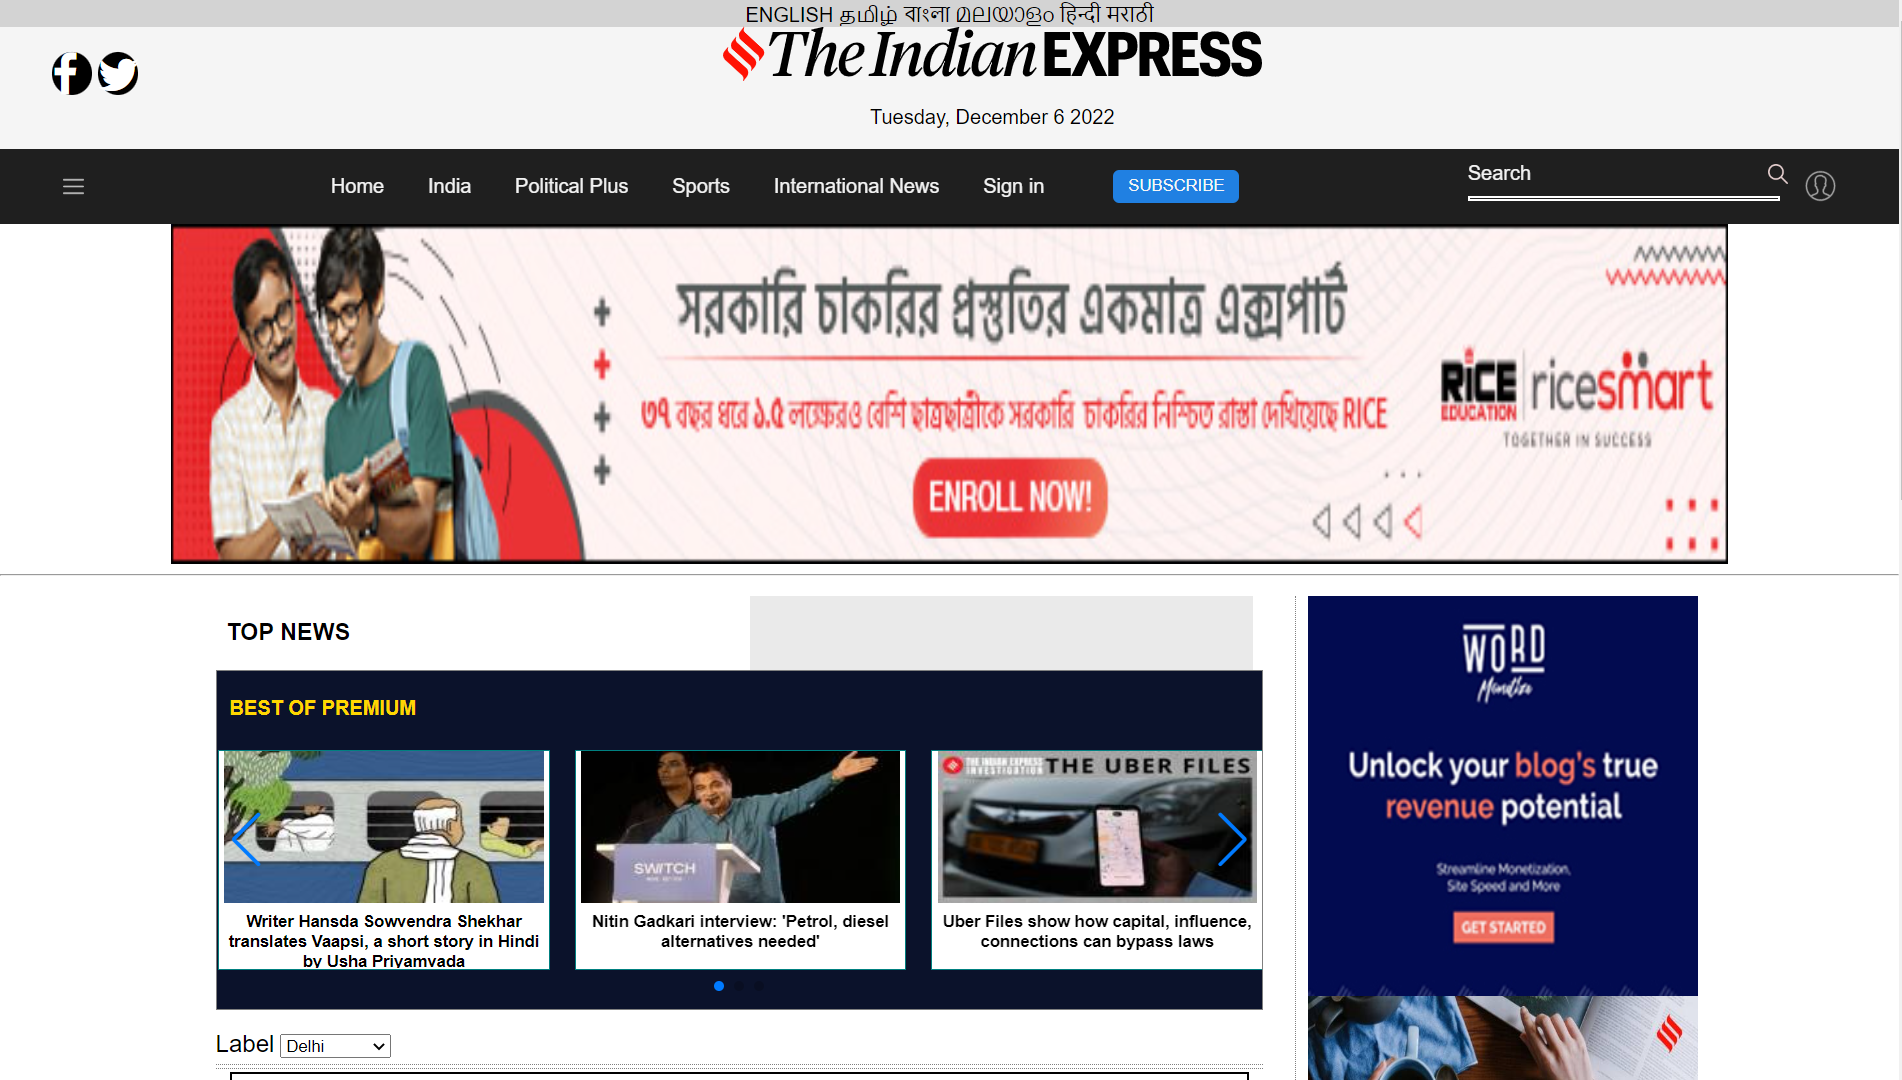 ENGLISH தமிழ் বাংলা മലയാളം हिन्दी मराठी
The Indian EXPRESS
Tuesday, December 6 2022
Home India Political Plus Sports International News Sign in SUBSCRIBE Search
সরকারি চাকরির প্রস্তুতির একমাত্র এক্সপার্ট
৩৭ বছর ধরে ১.৫ লক্ষেরও বেশি ছাত্রছাত্রীকে সরকারি চাকরির নিশ্চিত রাস্তা দেখিয়েছে RICE
RICE EDUCATION ricesmart
TOGETHER IN SUCCESS
ENROLL NOW!
TOP NEWS
BEST OF PREMIUM
SWITCH
THE INDIAN EXPRESS
INVESTIGATION
THE UBER FILES
Writer Hansda Sowvendra Shekhar
translates Vaapsi, a short story in Hindi
by Usha Priyamvada
Nitin Gadkari interview: 'Petrol, diesel
alternatives needed'
Uber Files show how capital, influence,
connections can bypass laws
Label Delhi
WORD
Mondha
Unlock your blog's true
revenue potential
Streamline Monetization,
Site Speed and More
GET STARTED